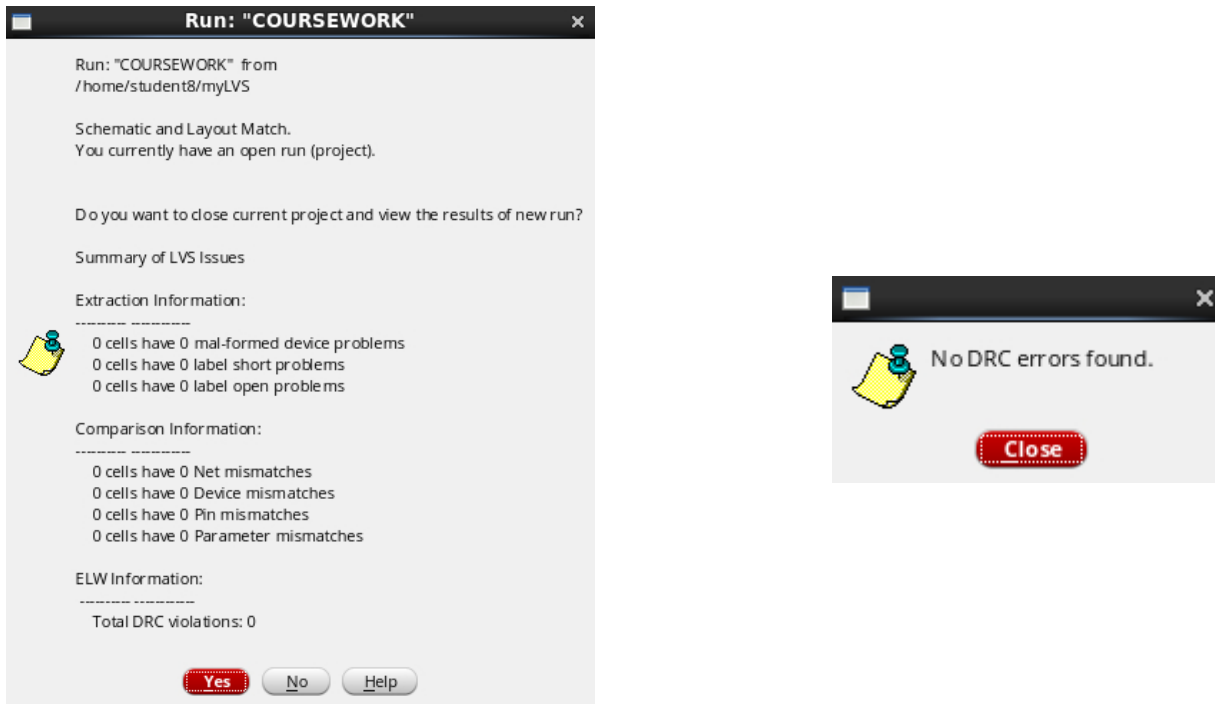 Run: "COURSEWORK"
Run: "COURSEWORK" from
/home/student8/myLVS
Schematic and Layout Match.
You currently have an open run (project).
Do you want to close current project and view the results of new run?
Summary of LVS Issues
Extraction Information:
---------- ------------
0 cells have 0 mal-formed device problems
0 cells have 0 label short problems
0 cells have 0 label open problems
Comparison Information:
---------- ------------
0 cells have 0 Net mismatches
0 cells have 0 Device mismatches
0 cells have 0 Pin mismatches
0 cells have 0 Parameter mismatches
ELW Information:
---------- ------------
Total DRC violations: 0
Yes No Help
No DRC errors found.
Close